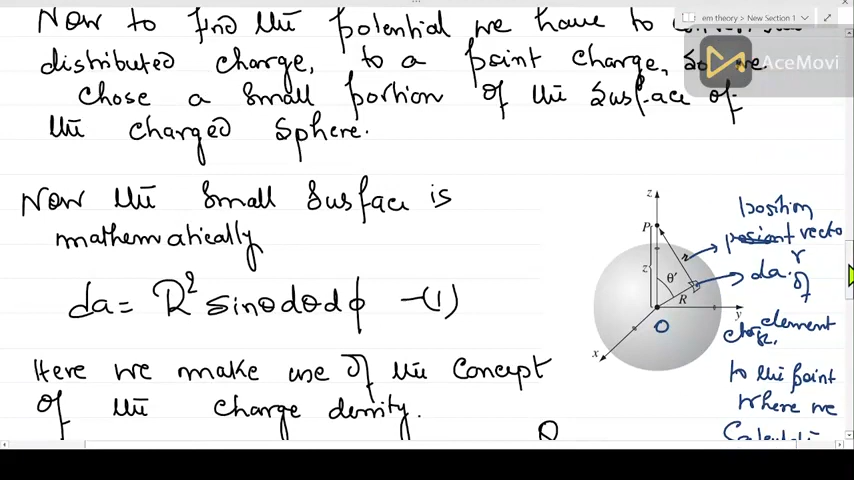 em theory > New Section 1
AceMovi
Now to find the potential we have to
distributed charge, to a point charge, So we
chose a small portion of the surface of
the charged sphere.
Now the small surface is
mathematically
da = R² sinθdθdϕ —(1)
Here we make use of the concept
of the charge density.
z
P
r
z
θ'
R
y
x
O
position
vecto
r
da.
of
element
to the point
where we